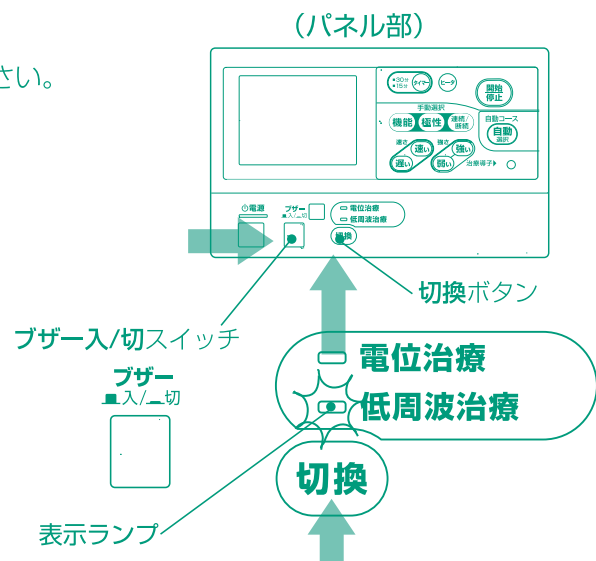 (パネル部)
さい。
•30分
•15分
タイマー
ヒータ
開始
停止
手動選択
機能 極性 連続/断続
自動コース
自動
選択
速さ 強さ
速い 強い
遅い 弱い
治療導子
電源
ブザー
入/切
電位治療
低周波治療
切換
切換ボタン
ブザー入/切スイッチ
ブザー
入/切
電位治療
低周波治療
切換
表示ランプ